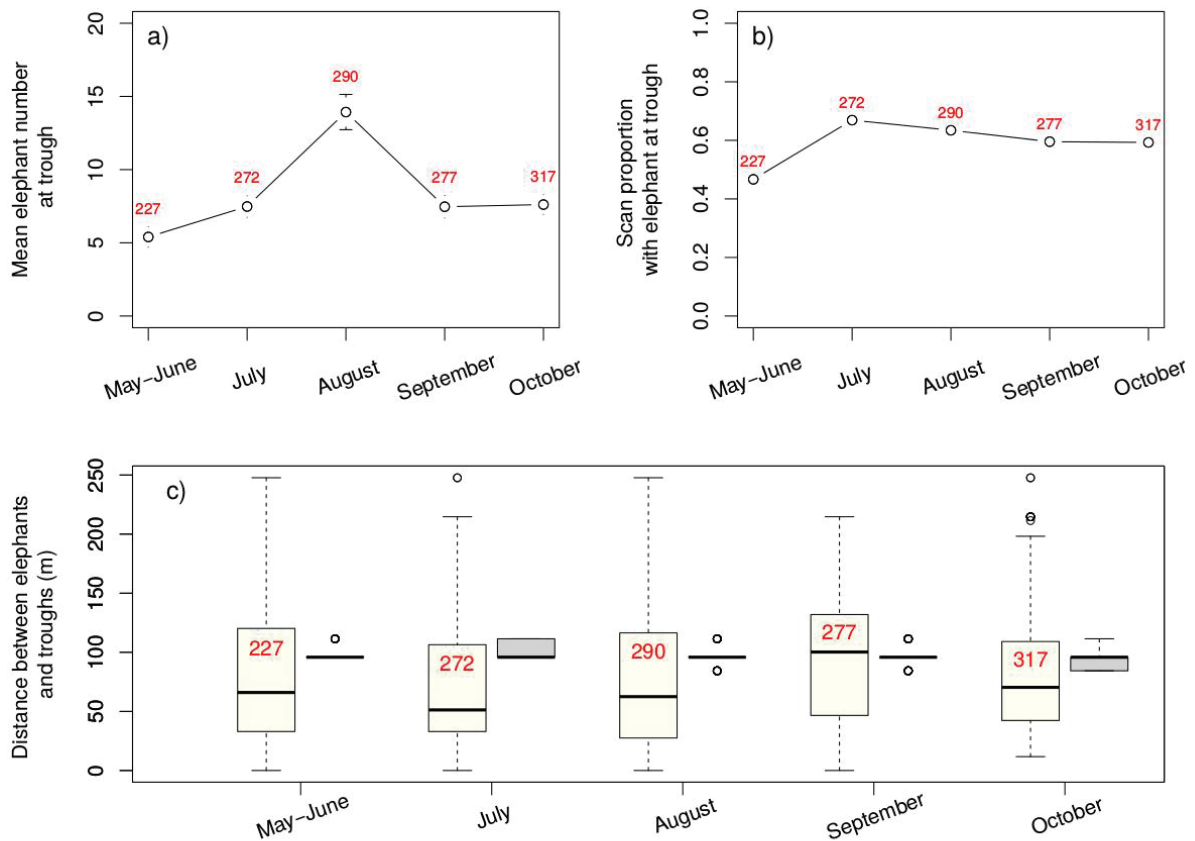 a)
Mean elephant number
at trough
20
15
10
5
0
227
272
290
277
317
May–June
July
August
September
October
b)
Scan proportion
with elephant at trough
1.0
0.8
0.6
0.4
0.2
0.0
227
272
290
277
317
May–June
July
August
September
October
c)
Distance between elephants
and troughs (m)
250
200
150
100
50
0
227
272
290
277
317
May–June
July
August
September
October